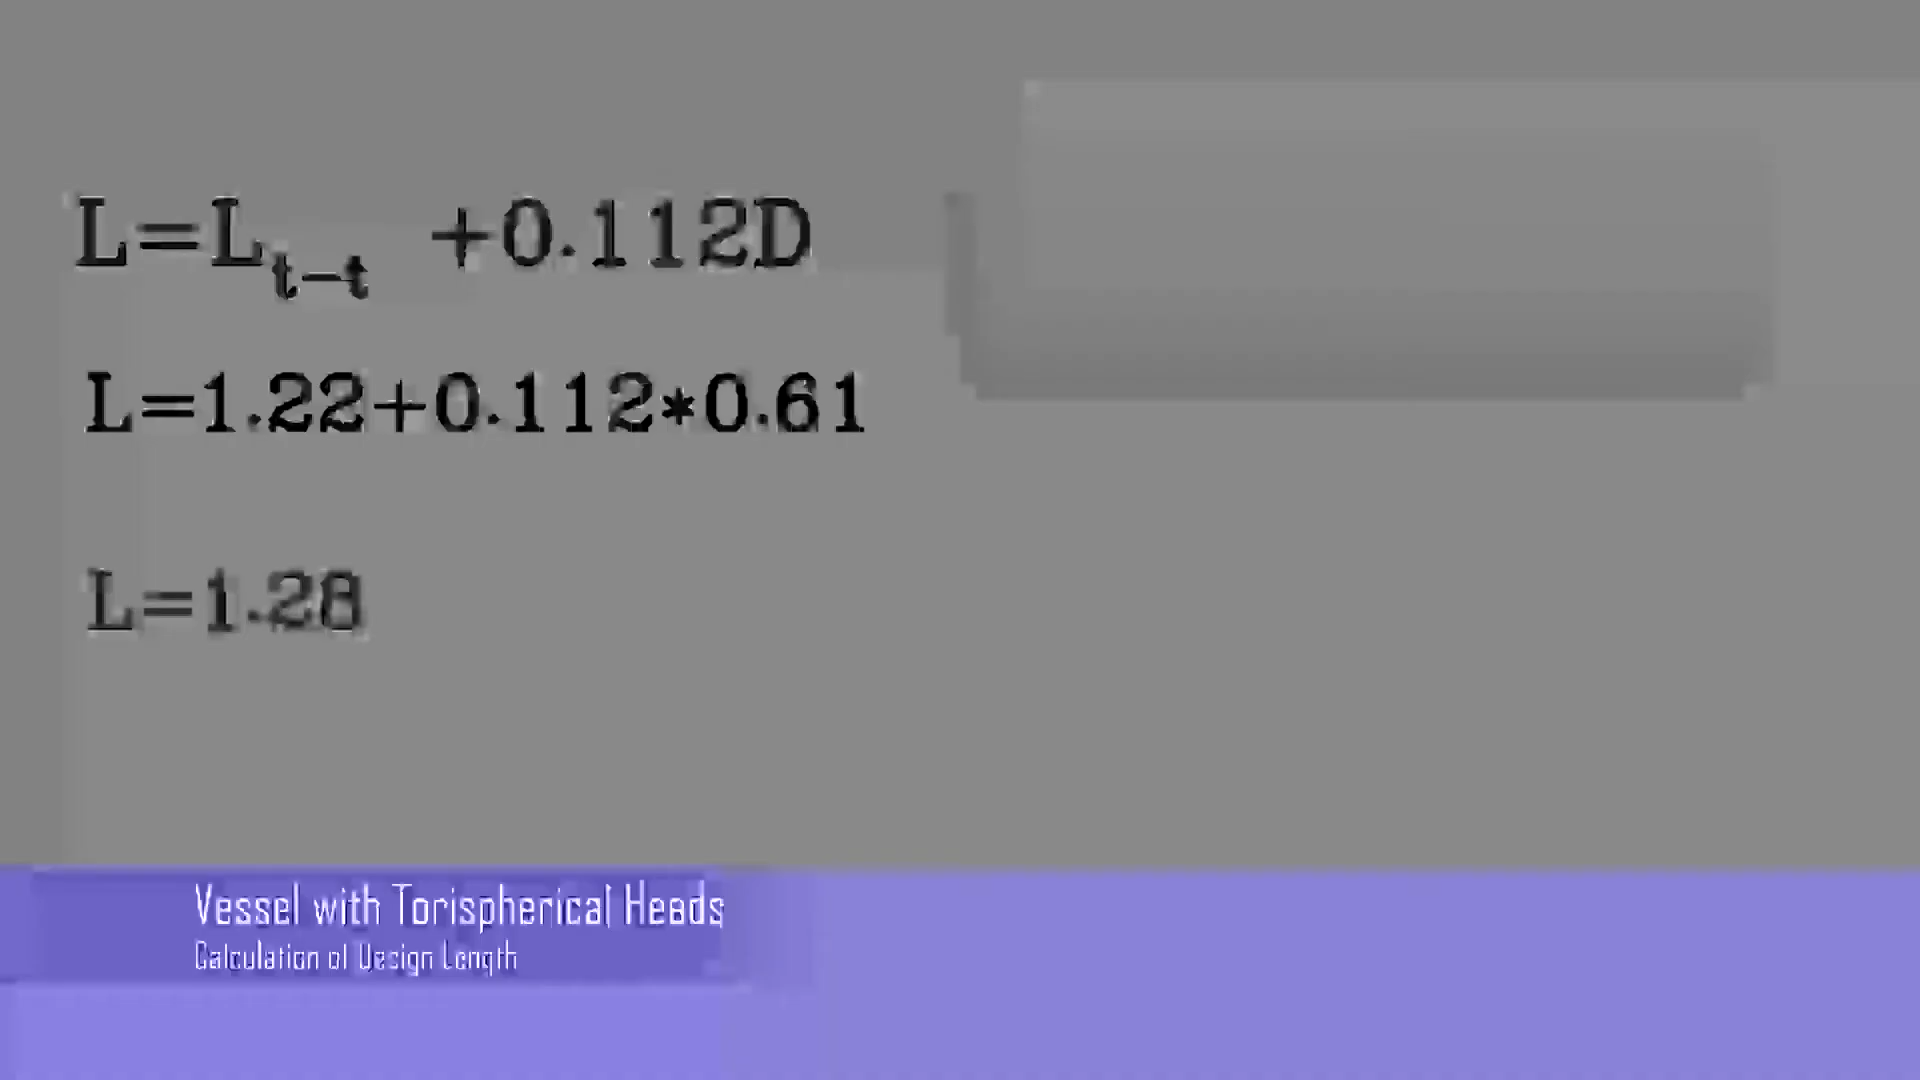 L=Lt-t +0.112D
L=1.22+0.112*0.61
L=1.28
Vessel with Torispherical Heads
Calculation of Design Length